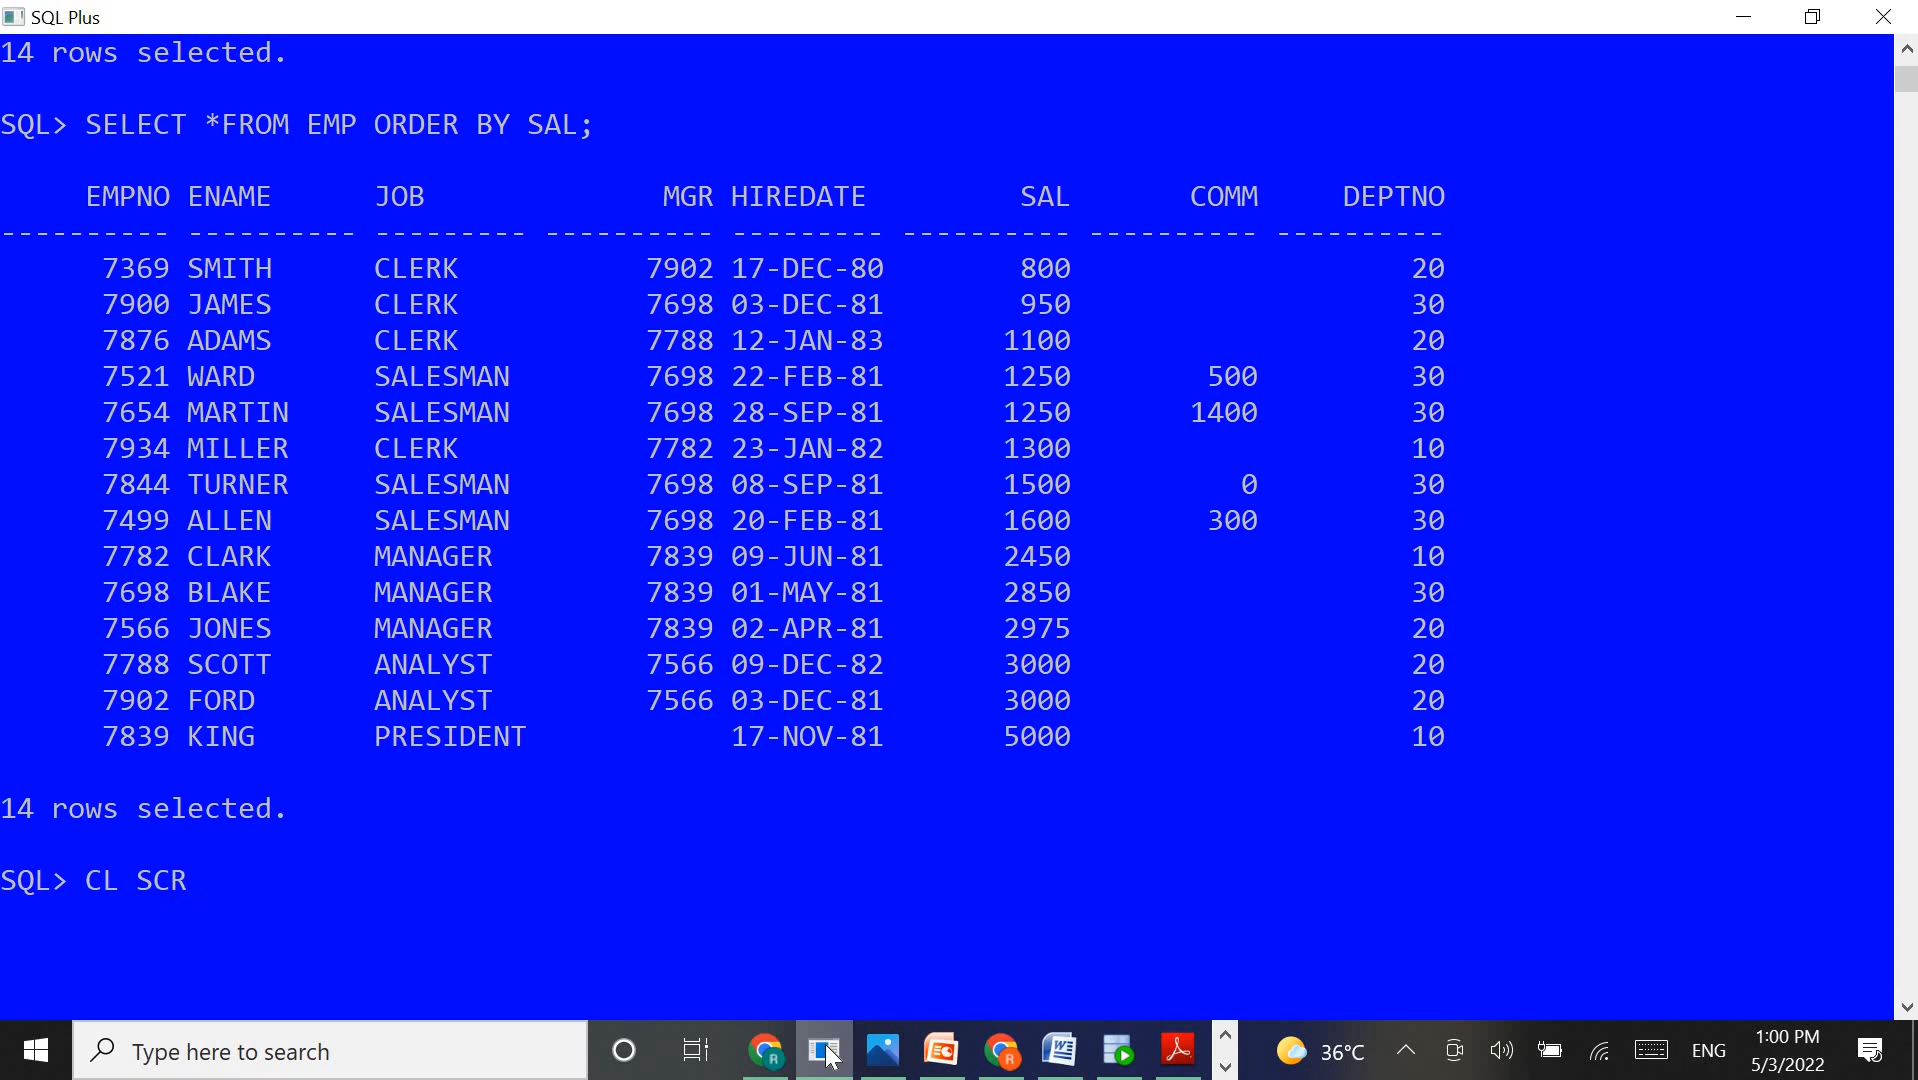 SQL Plus
14 rows selected.
SQL> SELECT *FROM EMP ORDER BY SAL;
EMPNO ENAME JOB MGR HIREDATE SAL COMM DEPTNO
---------- ---------- --------- ---------- --------- ---------- ---------- ----------
7369 SMITH CLERK 7902 17-DEC-80 800 20
7900 JAMES CLERK 7698 03-DEC-81 950 30
7876 ADAMS CLERK 7788 12-JAN-83 1100 20
7521 WARD SALESMAN 7698 22-FEB-81 1250 500 30
7654 MARTIN SALESMAN 7698 28-SEP-81 1250 1400 30
7934 MILLER CLERK 7782 23-JAN-82 1300 10
7844 TURNER SALESMAN 7698 08-SEP-81 1500 0 30
7499 ALLEN SALESMAN 7698 20-FEB-81 1600 300 30
7782 CLARK MANAGER 7839 09-JUN-81 2450 10
7698 BLAKE MANAGER 7839 01-MAY-81 2850 30
7566 JONES MANAGER 7839 02-APR-81 2975 20
7788 SCOTT ANALYST 7566 09-DEC-82 3000 20
7902 FORD ANALYST 7566 03-DEC-81 3000 20
7839 KING PRESIDENT 17-NOV-81 5000 10
14 rows selected.
SQL> CL SCR
Type here to search
36°C
ENG
1:00 PM
5/3/2022